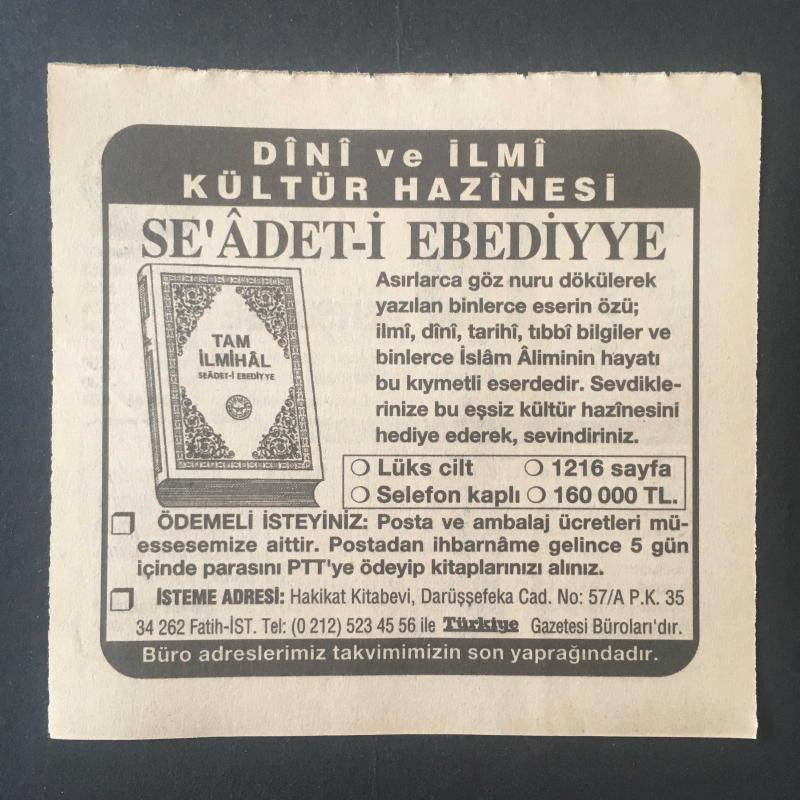 DÎNÎ ve İLMÎ
KÜLTÜR HAZÎNESİ
SE'ÂDET-İ EBEDİYYE
TAM
İLMİHÂL
SEÂDET-İ EBEDİYYE
Asırlarca göz nuru dökülerek
yazılan binlerce eserin özü;
ilmî, dînî, tarihî, tıbbî bilgiler ve
binlerce İslâm Âliminin hayatı
bu kıymetli eserdedir. Sevdikle-
rinize bu eşsiz kültür hazînesini
hediye ederek, sevindiriniz.
Lüks cilt 1216 sayfa
Selefon kaplı 160 000 TL.
ÖDEMELİ İSTEYİNİZ: Posta ve ambalaj ücretleri mü-
essesemize aittir. Postadan ihbarnâme gelince 5 gün
içinde parasını PTT'ye ödeyip kitaplarınızı alınız.
İSTEME ADRESİ: Hakikat Kitabevi, Darüşşefeka Cad. No: 57/A P.K. 35
34 262 Fatih-İST. Tel: (0 212) 523 45 56 ile Türkiye Gazetesi Büroları'dır.
Büro adreslerimiz takvimimizin son yaprağındadır.